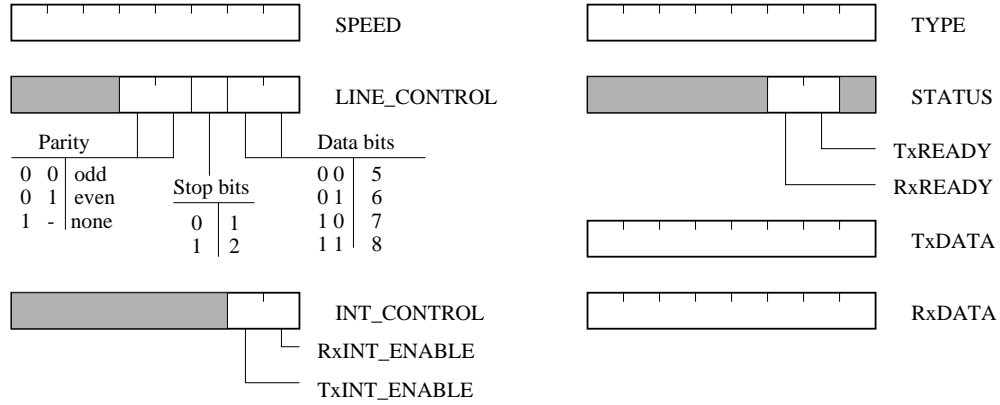 SPEED
LINE_CONTROL
Parity
0 0 odd
0 1 even
1 - none
Stop bits
0 1
1 2
Data bits
0 0 5
0 1 6
1 0 7
1 1 8
INT_CONTROL
RxINT_ENABLE
TxINT_ENABLE
TYPE
STATUS
TxREADY
RxREADY
TxDATA
RxDATA